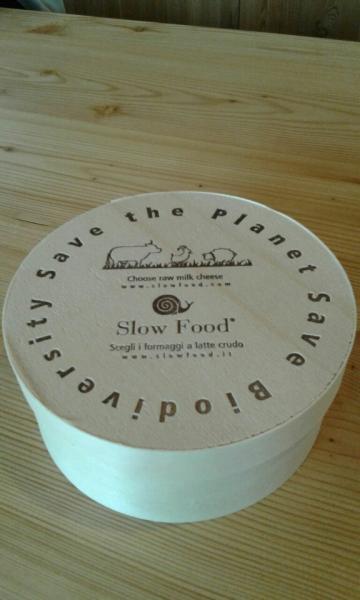 Save the Planet Save Biodiversity
Choose raw milk cheese
www.slowfood.com
Slow Food®
Scegli i formaggi a latte crudo
www.slowfood.it